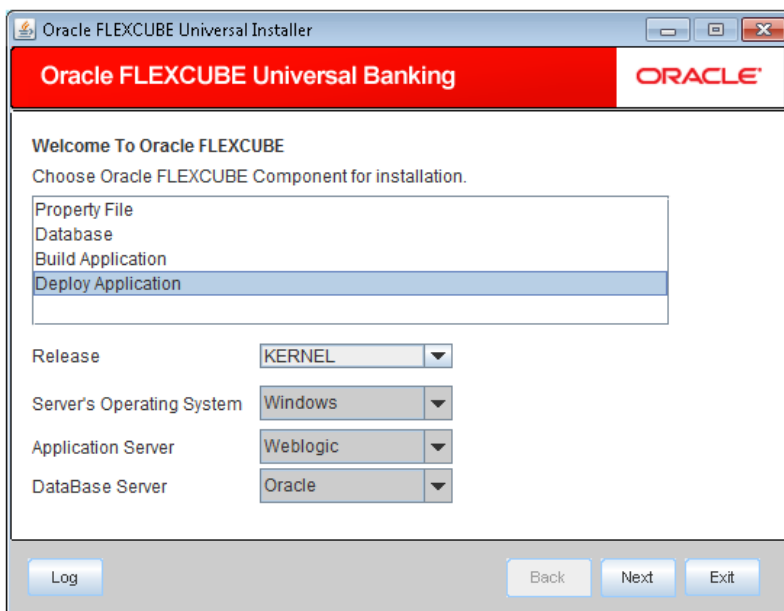 Oracle FLEXCUBE Universal Installer
Oracle FLEXCUBE Universal Banking
ORACLE
Welcome To Oracle FLEXCUBE
Choose Oracle FLEXCUBE Component for installation.
Property File
Database
Build Application
Deploy Application
Release KERNEL
Server's Operating System Windows
Application Server Weblogic
DataBase Server Oracle
Log Back Next Exit